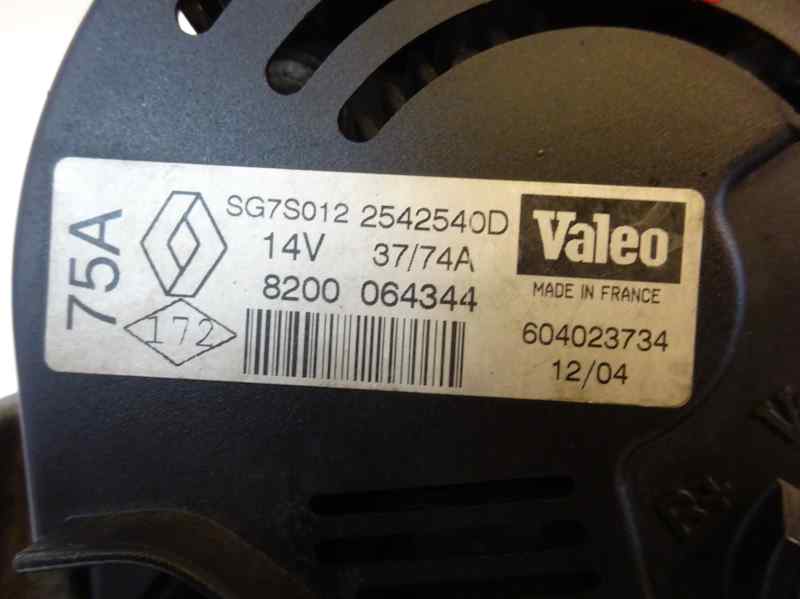 75A
SG7S012 2542540D
14V 37/74A
8200 064344
172
Valeo
MADE IN FRANCE
604023734
12/04